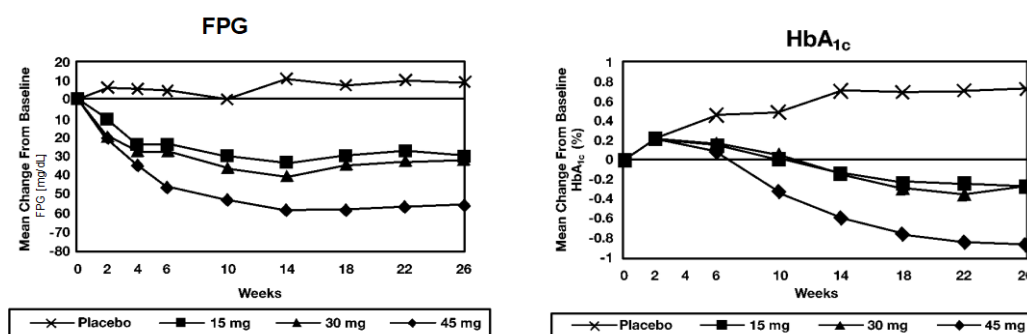 FPG
Mean Change From Baseline
FPG [mg/dL]
20
10
0
10
20
30
40
50
60
-70
-80
0 2 4 6 10 14 18 22 26
Weeks
Placebo 15 mg 30 mg 45 mg
HbA1c
Mean Change From Baseline
HbA1c (%)
1
0.8
0.6
0.4
0.2
0
-0.2
-0.4
-0.6
-0.8
-1
0 2 4 6 10 14 18 22
Weeks
Placebo 15 mg 30 mg 45 mg